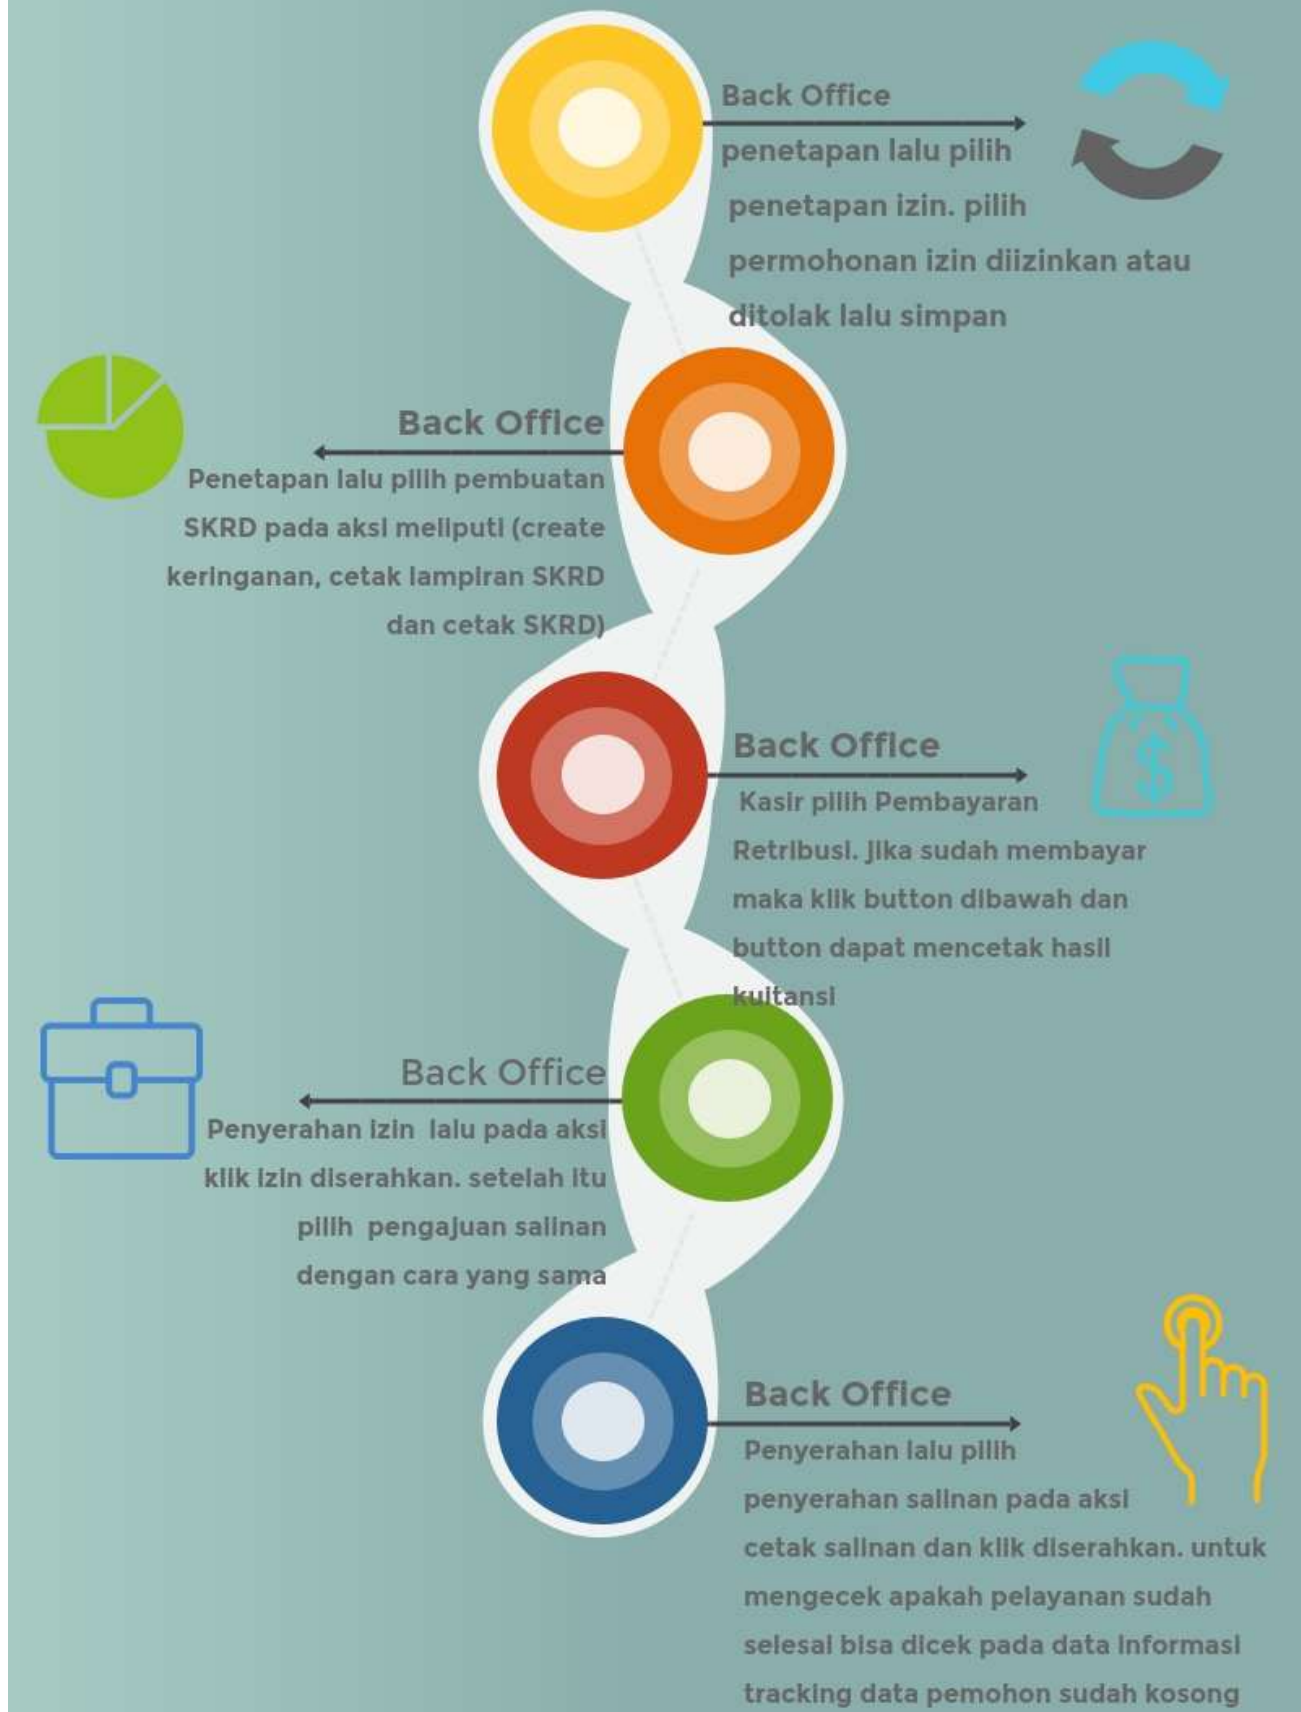 Back Office
penetapan lalu pilih
penetapan izin. pilih
permohonan izin diizinkan atau
ditolak lalu simpan
Back Office
Penetapan lalu pilih pembuatan
SKRD pada aksi meliputi (create
keringanan, cetak lampiran SKRD
dan cetak SKRD)
Back Office
Kasir pilih Pembayaran
Retribusi. Jika sudah membayar
maka klik button dibawah dan
button dapat mencetak hasil
kuitansi
Back Office
Penyerahan izin lalu pada aksi
klik izin diserahkan. setelah itu
pilih pengajuan salinan
dengan cara yang sama
Back Office
Penyerahan lalu pilih
penyerahan salinan pada aksi
cetak salinan dan klik diserahkan. untuk
mengecek apakah pelayanan sudah
selesai bisa dicek pada data informasi
tracking data pemohon sudah kosong